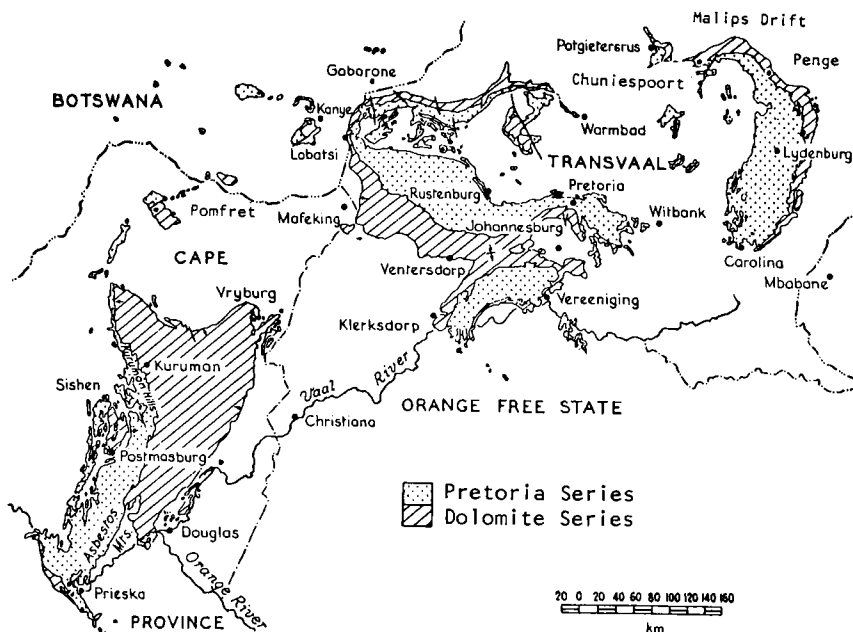 Malips Drift
Potgietersrus
Penge
Gaborone
Chuniespoort
BOTSWANA
Kanye
Warmbad
Lobatsi
TRANSVAAL
Lydenburg
Rustenburg
Pretoria
Pomfret
Mafeking
Johannesburg
Witbank
CAPE
Ventersdorp
Carolina
Mbabane
Vryburg
Vereeniging
Klerksdorp
Kuruman
Kuruman Hills
Sishen
Vaal River
Christiana
ORANGE FREE STATE
Postmasburg
Pretoria Series
Dolomite Series
Asbestos Mts.
Douglas
Orange River
Prieska
PROVINCE
20 0 20 40 60 80 100 120 140 160
km